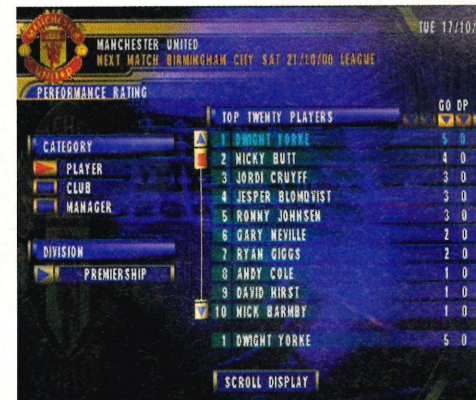 TUE 17/10/
MANCHESTER UNITED
NEXT MATCH BIRMINGHAM CITY SAT 21/10/00 LEAGUE
PERFORMANCE RATING
GO DP
TOP TWENTY PLAYERS
CATEGORY
PLAYER
CLUB
MANAGER
DIVISION
PREMIERSHIP
1 DWIGHT YORKE 5 0
2 NICKY BUTT 4 0
3 JORDI CRUYFF 3 0
4 JESPER BLOMQVIST 3 0
5 RONNY JOHNSEN 3 0
6 GARY NEVILLE 2 0
7 RYAN GIGGS 2 0
8 ANDY COLE 1 0
9 DAVID HIRST 1 0
10 NICK BARMBY 1 0
1 DWIGHT YORKE 5 0
SCROLL DISPLAY